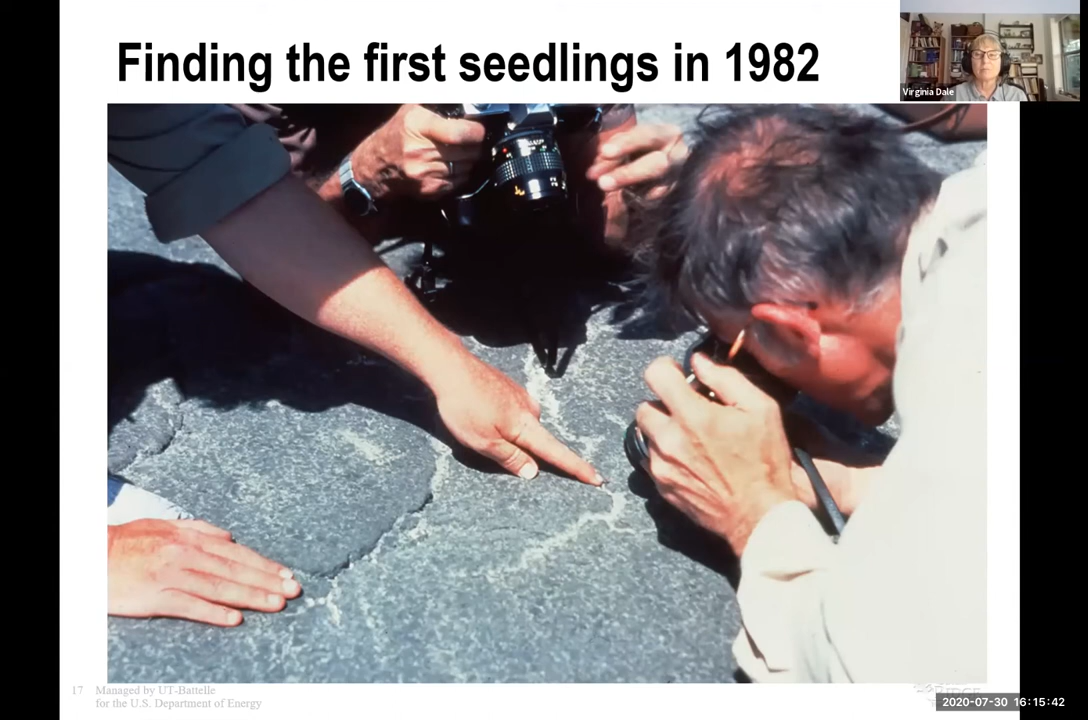 Finding the first seedlings in 1982
Virginia Dale
17 Managed by UT-Battelle
for the U.S. Department of Energy
2020-07-30 16:15:42